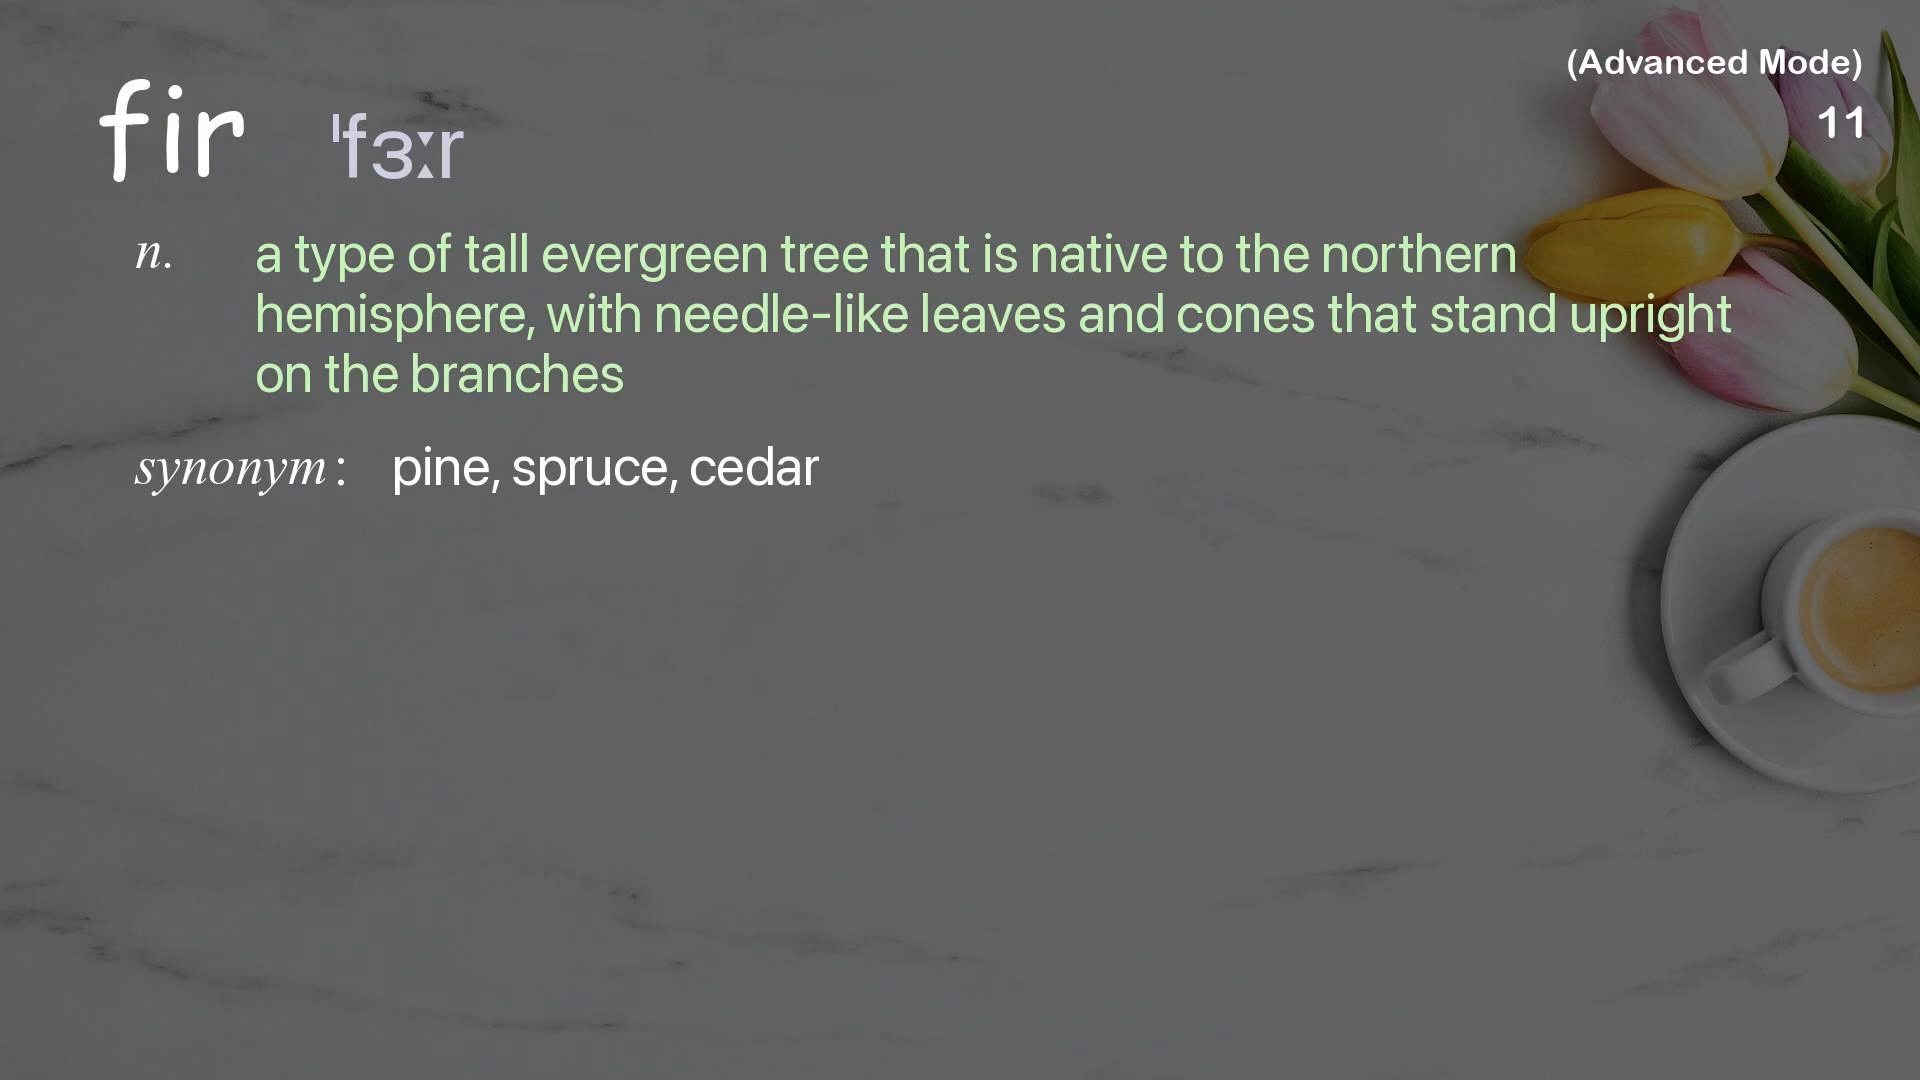 (Advanced Mode)
fir ˈfɜːr
11
n. a type of tall evergreen tree that is native to the northern
hemisphere, with needle-like leaves and cones that stand upright
on the branches
synonym: pine, spruce, cedar